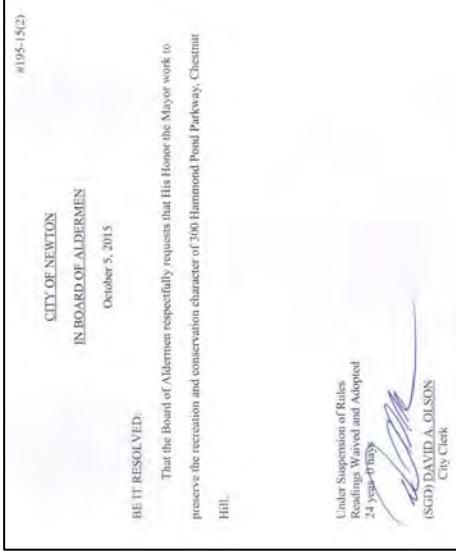 #195-15(2)
CITY OF NEWTON
IN BOARD OF ALDERMEN
October 5, 2015
BE IT RESOLVED:
That the Board of Aldermen respectfully requests that His Honor the Mayor work to
preserve the recreation and conservation character of 300 Hammond Pond Parkway, Chestnut
Hill.
Under Suspension of Rules
Readings Waived and Adopted
24 yeas 0 nays
(SGD) DAVID A. OLSON
City Clerk